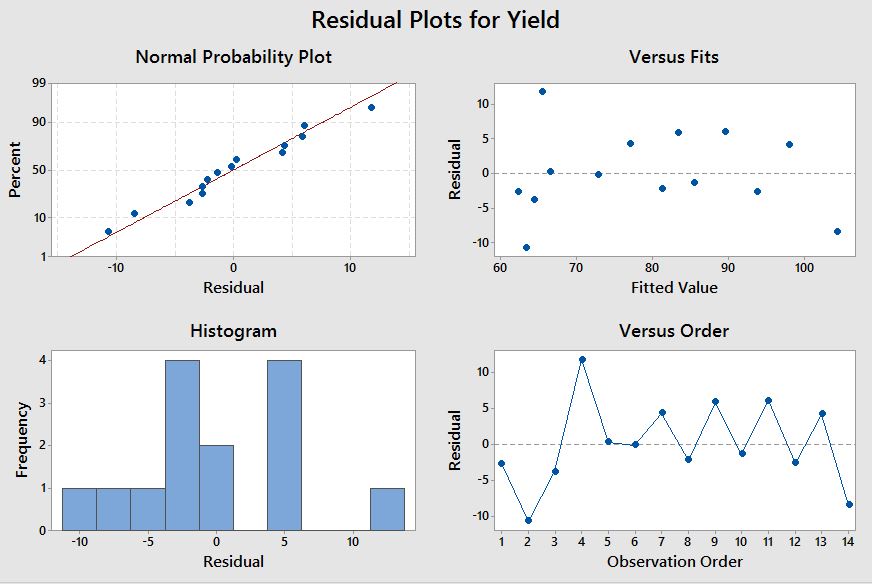 Residual Plots for Yield
Normal Probability Plot
99
90
50
10
1
Percent
-10 0 10
Residual
Versus Fits
10
5
0
-5
-10
Residual
60 70 80 90 100
Fitted Value
Histogram
4
3
2
1
0
Frequency
-10 -5 0 5 10
Residual
Versus Order
10
5
0
-5
-10
Residual
1 2 3 4 5 6 7 8 9 10 11 12 13 14
Observation Order